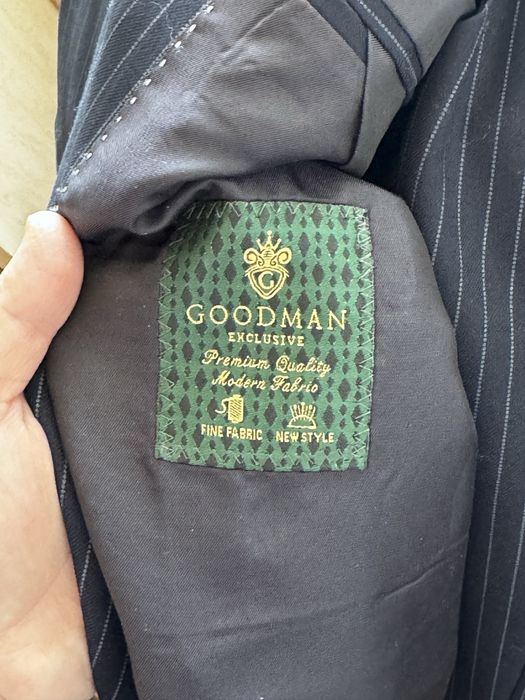 G
GOODMAN
EXCLUSIVE
Premium Quality
Modern Fabric
FINE FABRIC NEW STYLE